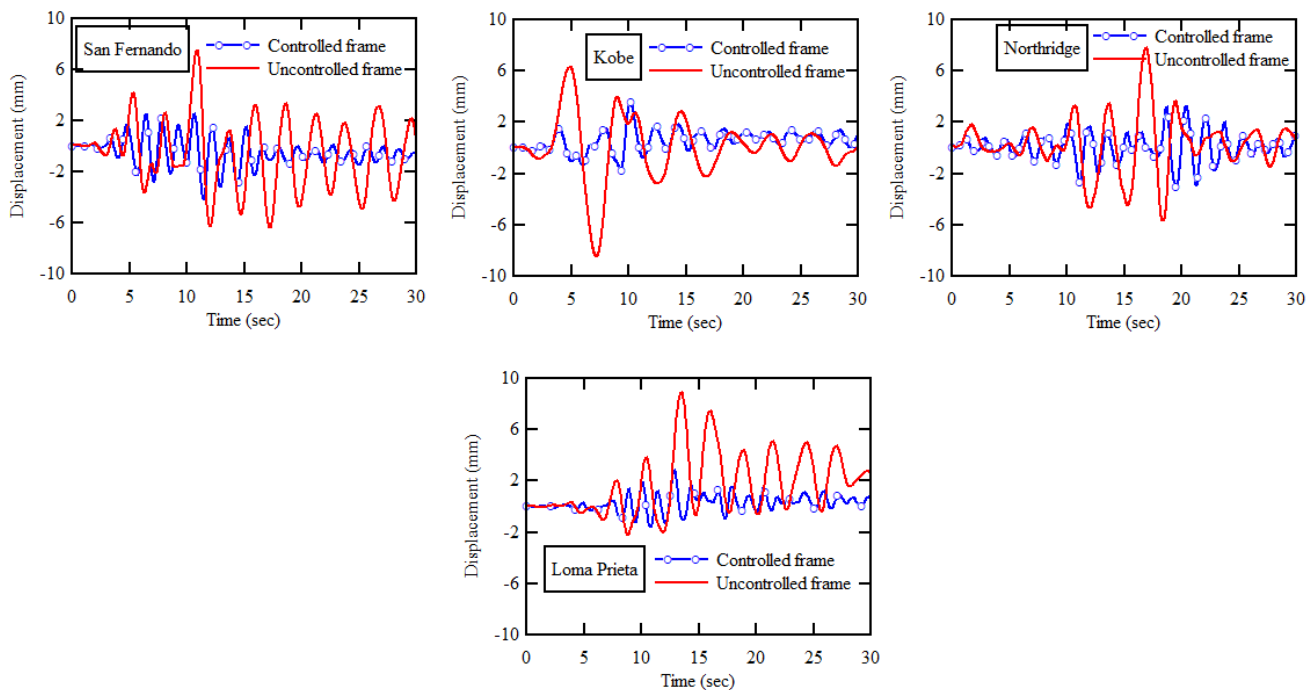 10
6
2
-2
-6
-10
Displacement (mm)
San Fernando
Controlled frame
Uncontrolled frame
0 5 10 15 20 25 30
Time (sec)
10
6
2
-2
-6
-10
Displacement (mm)
Kobe
Controlled frame
Uncontrolled frame
0 5 10 15 20 25 30
Time (sec)
10
6
2
-2
-6
-10
Displacement (mm)
Northridge
Controlled frame
Uncontrolled frame
0 5 10 15 20 25 30
Time (sec)
10
6
2
-2
-6
-10
Displacement (mm)
Loma Prieta
Controlled frame
Uncontrolled frame
0 5 10 15 20 25 30
Time (sec)